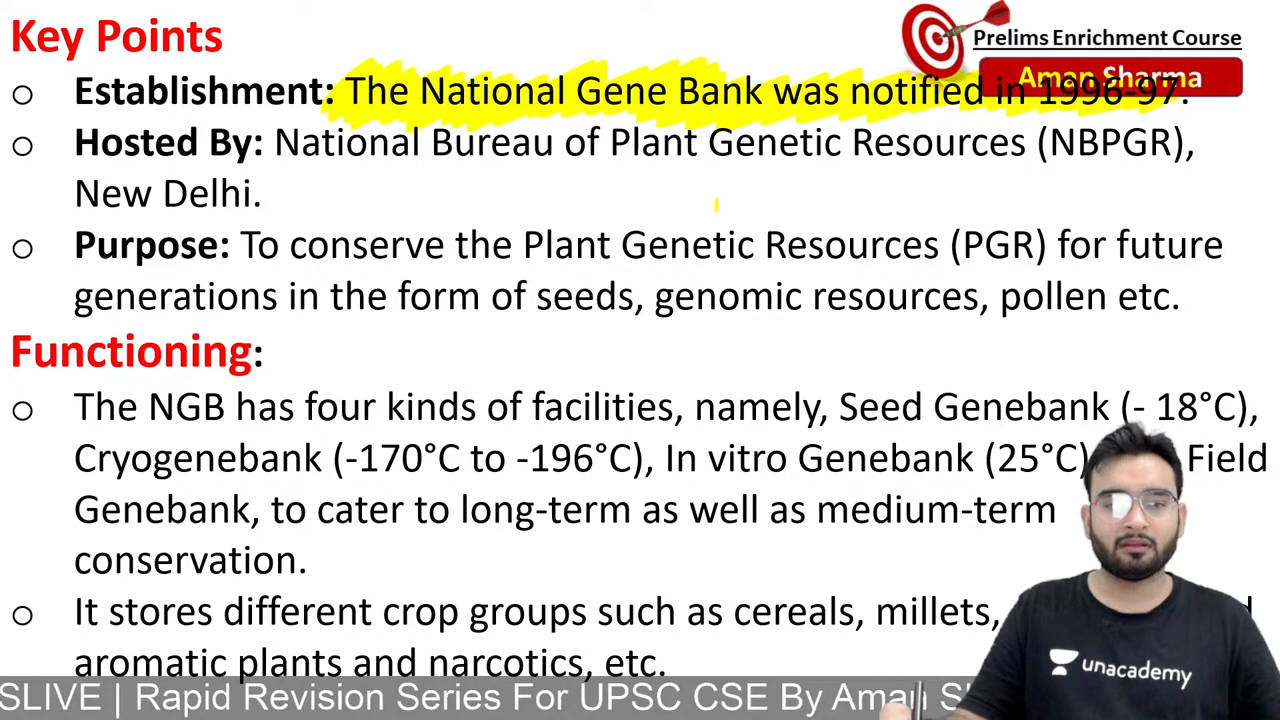 Key Points
Prelims Enrichment Course
Aman Sharma
o Establishment: The National Gene Bank was notified in 1996-97.
o Hosted By: National Bureau of Plant Genetic Resources (NBPGR),
New Delhi.
o Purpose: To conserve the Plant Genetic Resources (PGR) for future
generations in the form of seeds, genomic resources, pollen etc.
Functioning:
o The NGB has four kinds of facilities, namely, Seed Genebank (- 18°C),
Cryogenebank (-170°C to -196°C), In vitro Genebank (25°C) Field
Genebank, to cater to long-term as well as medium-term
conservation.
o It stores different crop groups such as cereals, millets,
aromatic plants and narcotics, etc.
unacademy
SLIVE | Rapid Revision Series For UPSC CSE By Aman